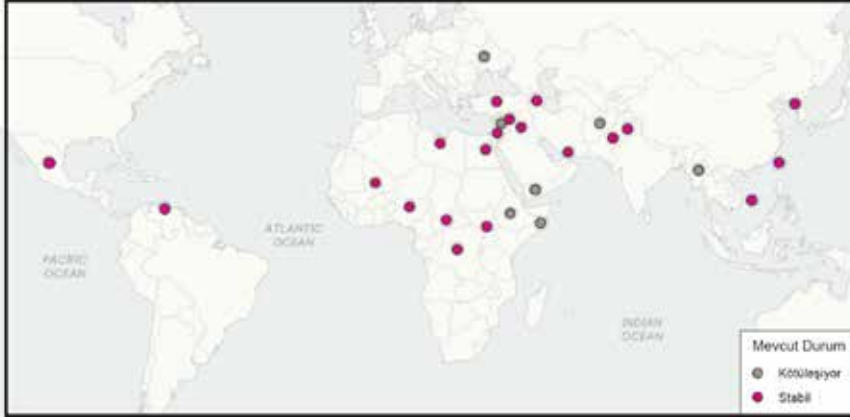 ATLANTIC
OCEAN
PACIFIC
OCEAN
INDIAN
OCEAN
Mevcut Durum
Kötüleşiyor
Stabil